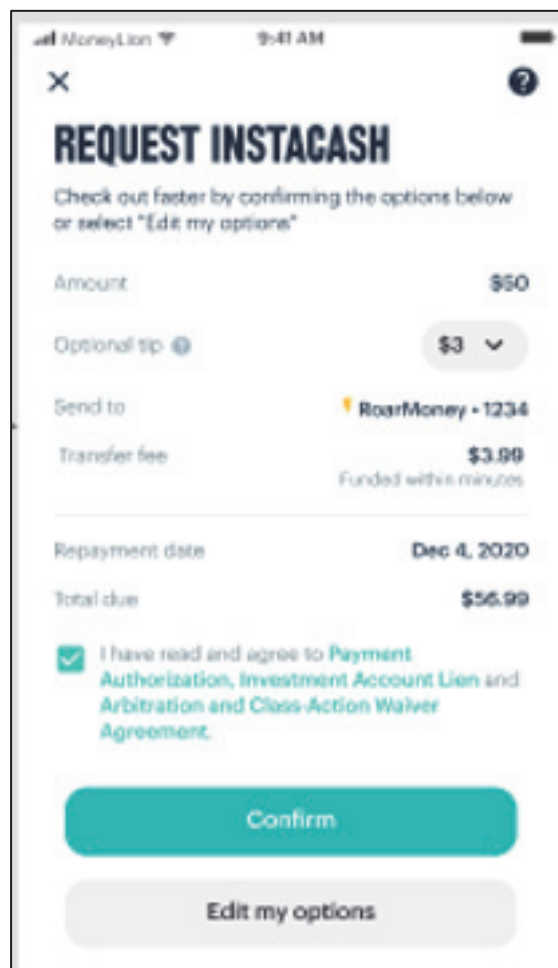 MoneyLion 9:41 AM
REQUEST INSTACASH
Check out faster by confirming the options below
or select "Edit my options"
Amount $50
Optional tip ? $3
Send to RoarMoney • 1234
Transfer fee $3.99
Funded within minutes
Repayment date Dec 4, 2020
Total due $56.99
I have read and agree to Payment
Authorization, Investment Account Lien and
Arbitration and Class-Action Waiver
Agreement.
Confirm
Edit my options